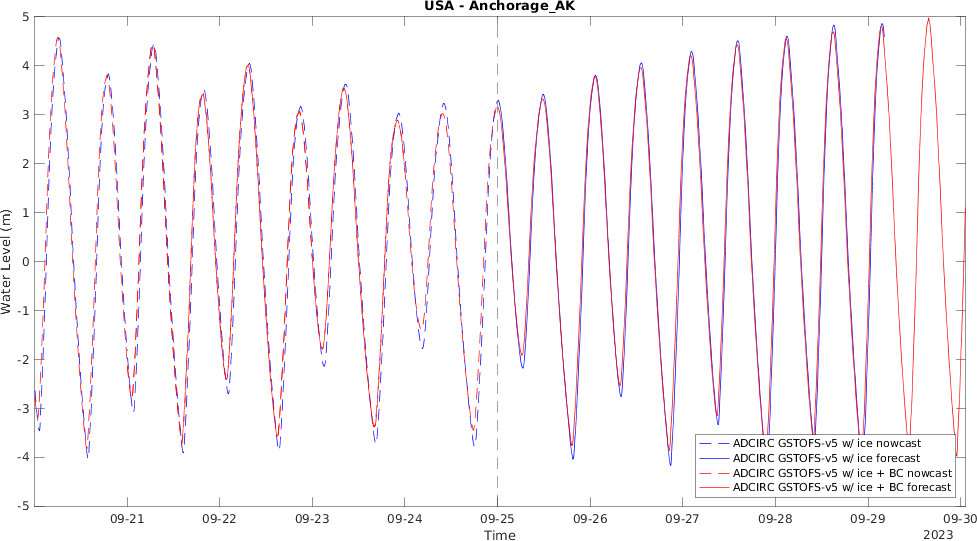 USA - Anchorage_AK
5
4
3
2
1
0
-1
-2
-3
-4
-5
Water Level (m)
ADCIRC GSTOFS-v5 w/ ice nowcast
ADCIRC GSTOFS-v5 w/ ice forecast
ADCIRC GSTOFS-v5 w/ ice + BC nowcast
ADCIRC GSTOFS-v5 w/ ice + BC forecast
09-21 09-22 09-23 09-24 09-25 09-26 09-27 09-28 09-29 09-30
Time
2023